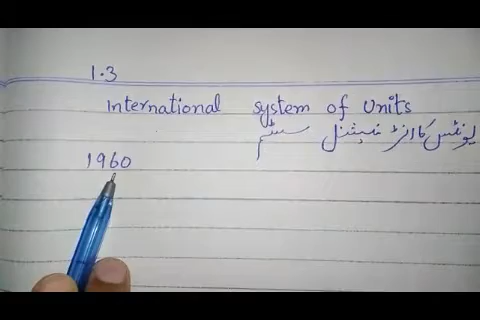 1.3
International system of Units
یونٹس کا انٹرنیشنل سسٹم
1960